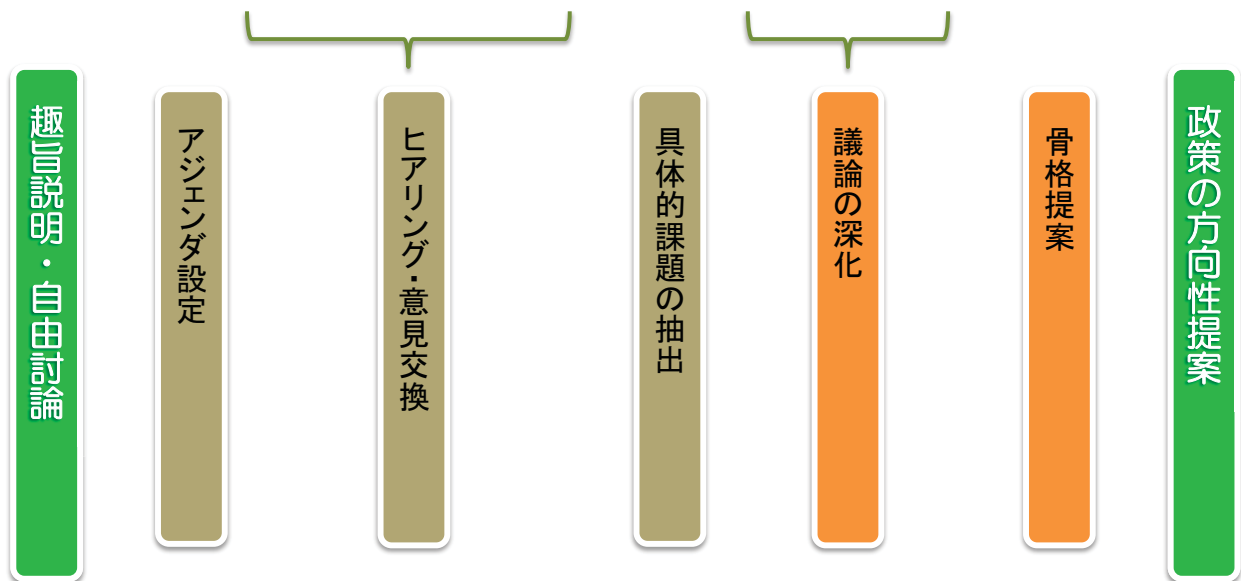 趣旨説明・自由討論
アジェンダ設定
ヒアリング・意見交換
具体的課題の抽出
議論の深化
骨格提案
政策の方向性提案